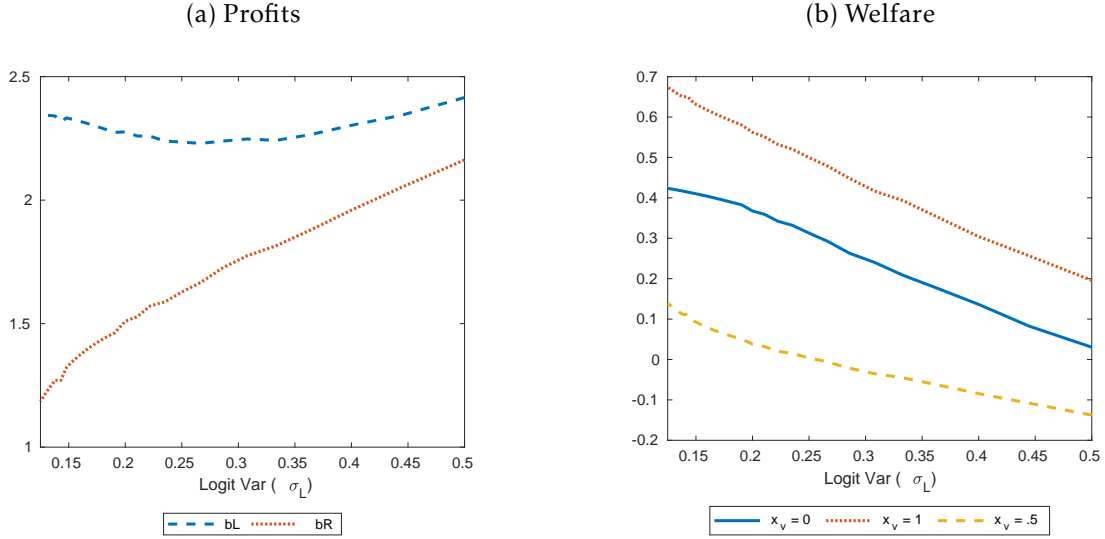 (a) Profits
2.5
2
1.5
1
0.15 0.2 0.25 0.3 0.35 0.4 0.45 0.5
Logit Var ( σL)
bL bR
(b) Welfare
0.7
0.6
0.5
0.4
0.3
0.2
0.1
0
-0.1
-0.2
0.15 0.2 0.25 0.3 0.35 0.4 0.45 0.5
Logit Var ( σL)
xv = 0 xv = 1 xv = .5